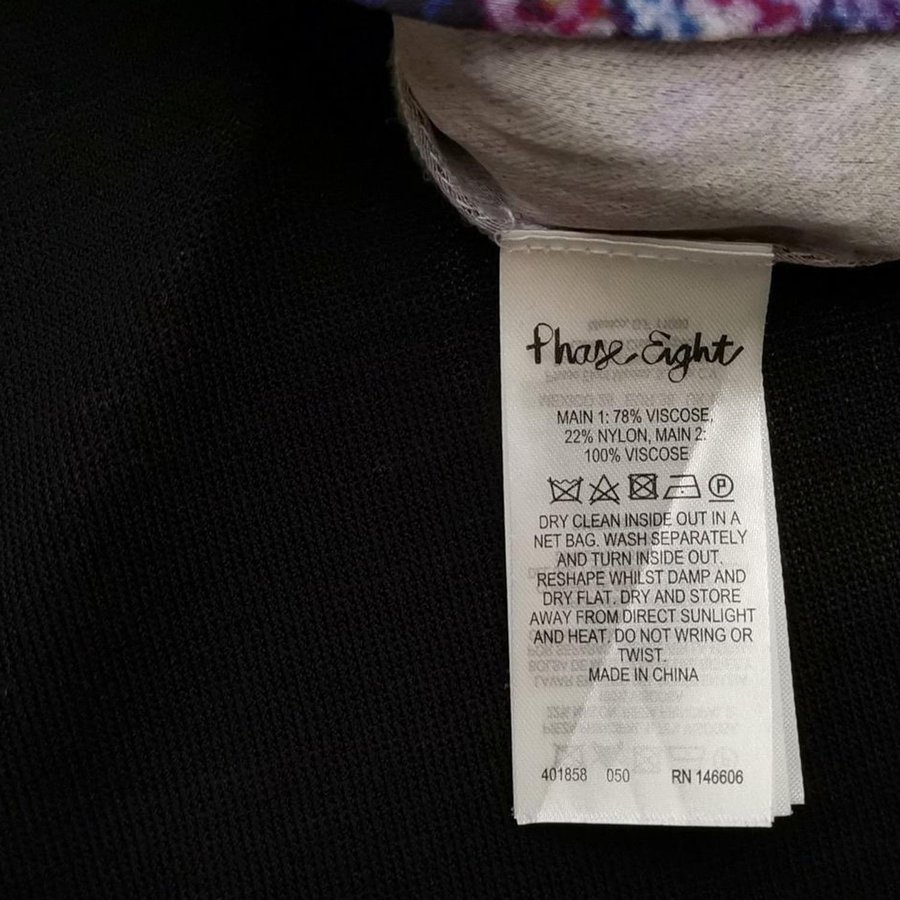 Phase Eight
MAIN 1: 78% VISCOSE,
22% NYLON, MAIN 2:
100% VISCOSE
P
DRY CLEAN INSIDE OUT IN A
NET BAG. WASH SEPARATELY
AND TURN INSIDE OUT.
RESHAPE WHILST DAMP AND
DRY FLAT. DRY AND STORE
AWAY FROM DIRECT SUNLIGHT
AND HEAT. DO NOT WRING OR
TWIST.
MADE IN CHINA
401858 050 RN 146606